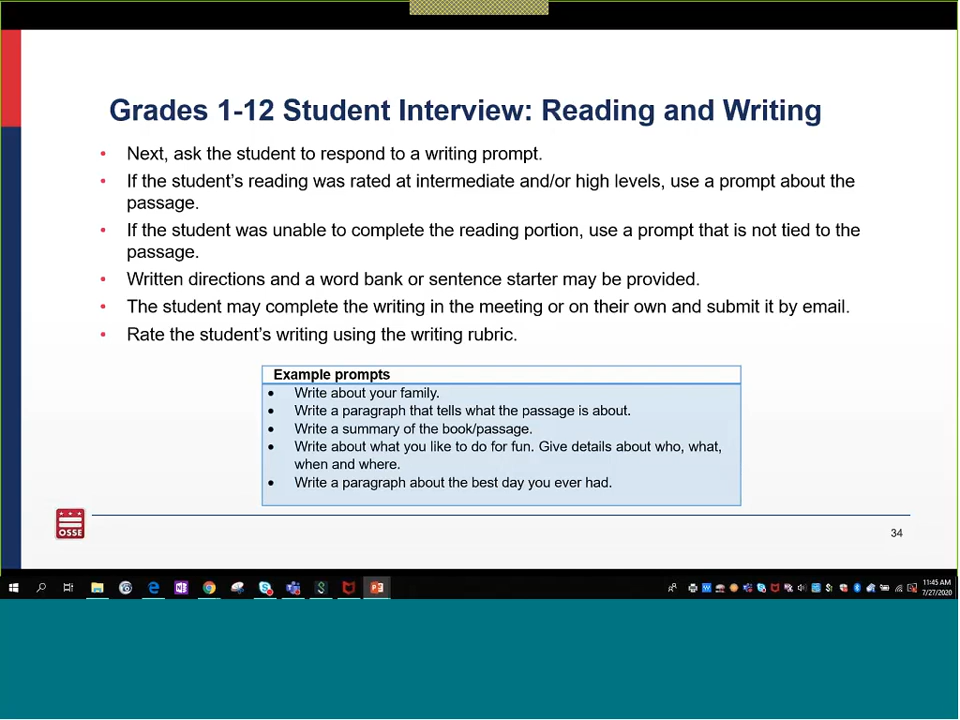 Grades 1-12 Student Interview: Reading and Writing
• Next, ask the student to respond to a writing prompt.
• If the student's reading was rated at intermediate and/or high levels, use a prompt about the
passage.
• If the student was unable to complete the reading portion, use a prompt that is not tied to the
passage.
• Written directions and a word bank or sentence starter may be provided.
• The student may complete the writing in the meeting or on their own and submit it by email.
• Rate the student's writing using the writing rubric.
Example prompts
• Write about your family.
• Write a paragraph that tells what the passage is about.
• Write a summary of the book/passage.
• Write about what you like to do for fun. Give details about who, what,
when and where.
• Write a paragraph about the best day you ever had.
OSSE
34
11:45 AM
7/27/2020